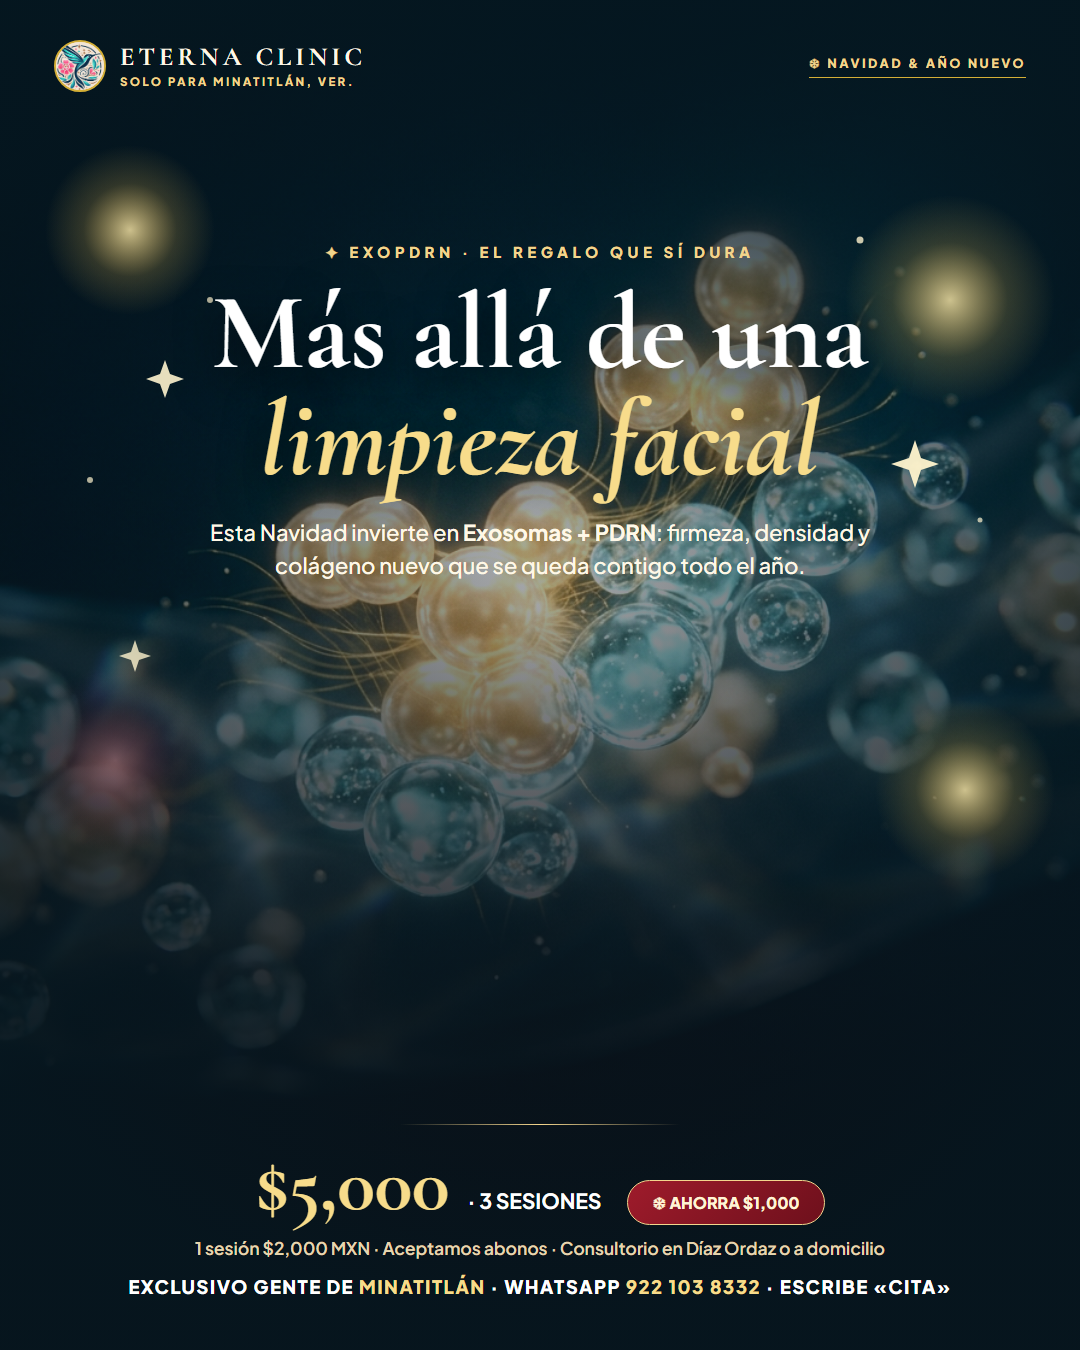 ETERNA CLINIC
SOLO PARA MINATITLÁN, VER.
❄ NAVIDAD & AÑO NUEVO
✦ EXOPDRN · EL REGALO QUE SÍ DURA
Más allá de una
limpieza facial
Esta Navidad invierte en Exosomas + PDRN: firmeza, densidad y
colágeno nuevo que se queda contigo todo el año.
$5,000 · 3 SESIONES ❄ AHORRA $1,000
1 sesión $2,000 MXN · Aceptamos abonos · Consultorio en Díaz Ordaz o a domicilio
EXCLUSIVO GENTE DE MINATITLÁN · WHATSAPP 922 103 8332 · ESCRIBE «CITA»